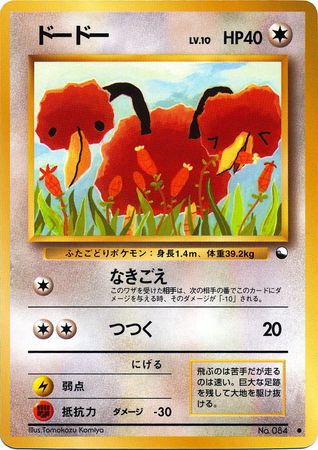 ドードー LV.10 HP40
ふたごどりポケモン：身長1.4m、体重39.2kg
なきごえ
このワザを受けた相手は、次の相手の番でこのカードに
ダメージを与える時、そのダメージが「-10」される。
つつく 20
にげる
弱点
抵抗力 ダメージ -30
飛ぶのは苦手だが走る
のは速い。巨大な足跡
を残して大地を駆け抜
ける。
Illus.Tomokazu Komiya
No. 084 ●